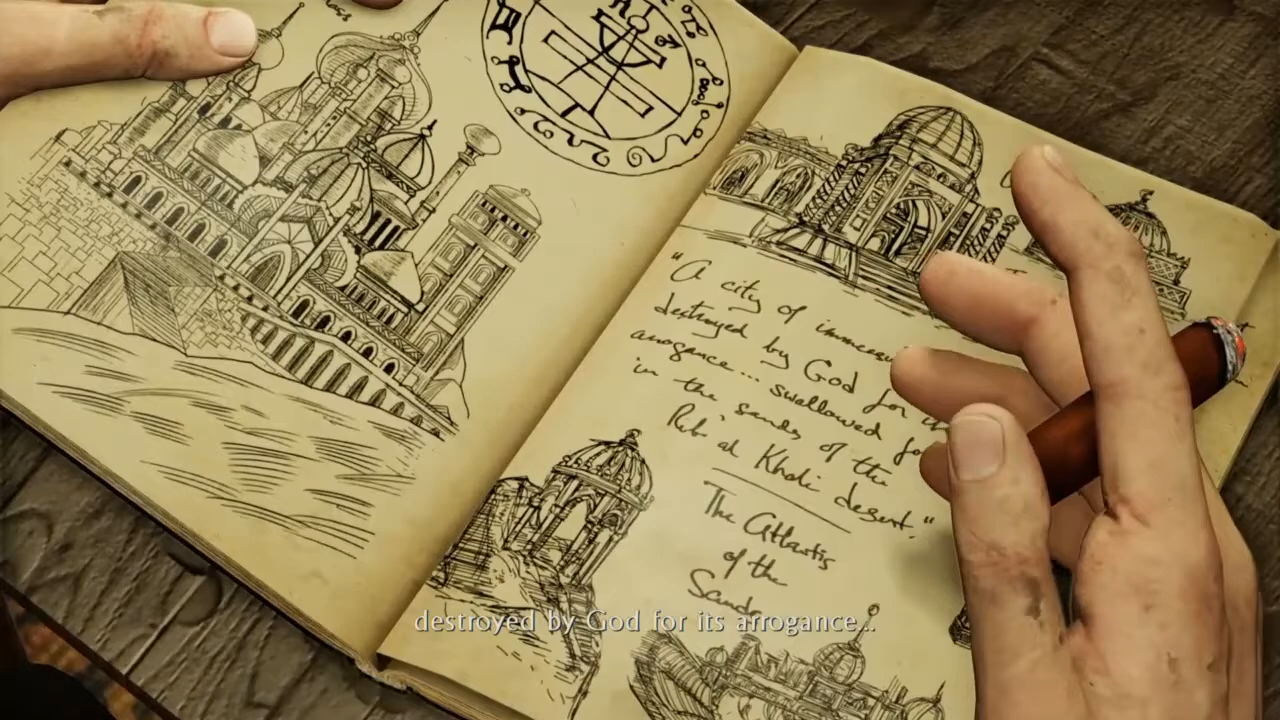 "A city of
destroyed by God for
arrogance... swallowed
in the sands of the
Rub' al Khali desert."
The Atlantis
of the
Sands
destroyed by God for its arrogance...